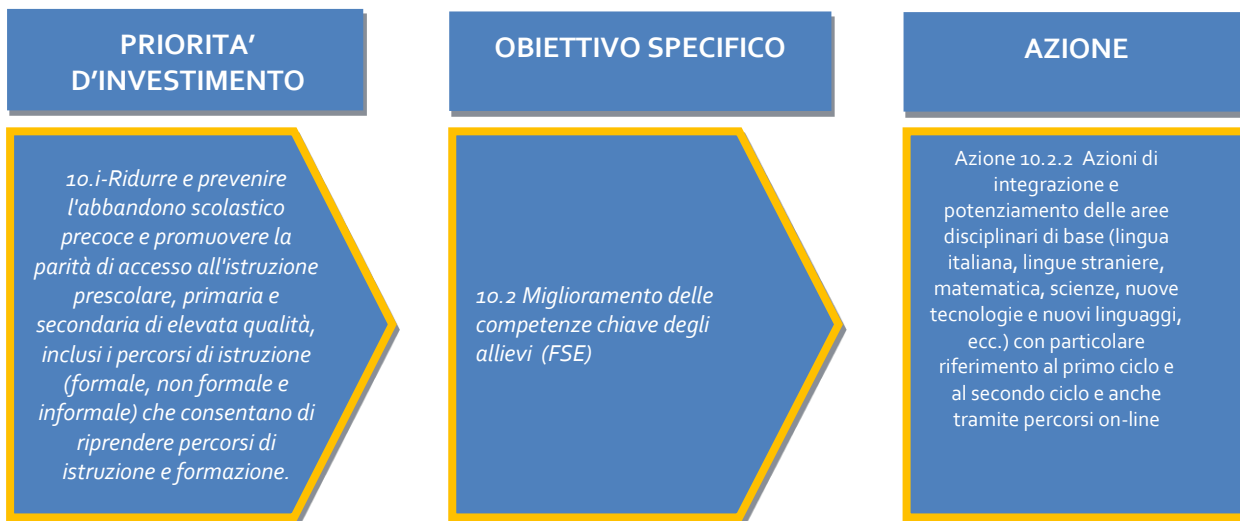 PRIORITA’
D’INVESTIMENTO
10.i-Ridurre e prevenire
l'abbandono scolastico
precoce e promuovere la
parità di accesso all'istruzione
prescolare, primaria e
secondaria di elevata qualità,
inclusi i percorsi di istruzione
(formale, non formale e
informale) che consentano di
riprendere percorsi di
istruzione e formazione.
OBIETTIVO SPECIFICO
10.2 Miglioramento delle
competenze chiave degli
allievi (FSE)
AZIONE
Azione 10.2.2 Azioni di
integrazione e
potenziamento delle aree
disciplinari di base (lingua
italiana, lingue straniere,
matematica, scienze, nuove
tecnologie e nuovi linguaggi,
ecc.) con particolare
riferimento al primo ciclo e
al secondo ciclo e anche
tramite percorsi on-line